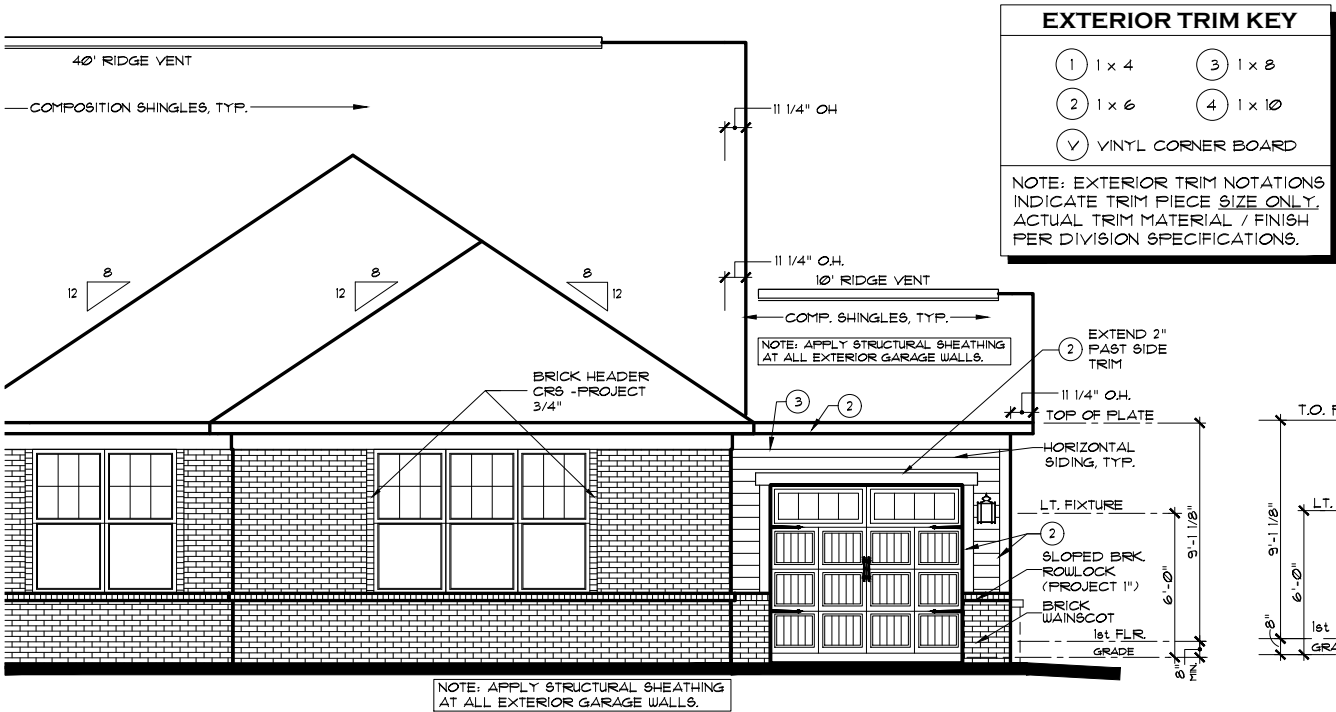 EXTERIOR TRIM KEY
1 1 x 4
3 1 x 8
2 1 x 6
4 1 x 10
V VINYL CORNER BOARD
NOTE: EXTERIOR TRIM NOTATIONS
INDICATE TRIM PIECE SIZE ONLY.
ACTUAL TRIM MATERIAL / FINISH
PER DIVISION SPECIFICATIONS.
40' RIDGE VENT
COMPOSITION SHINGLES, TYP.
11 1/4" OH
11 1/4" O.H.
10' RIDGE VENT
COMP. SHINGLES, TYP.
NOTE: APPLY STRUCTURAL SHEATHING
AT ALL EXTERIOR GARAGE WALLS.
8
12
8
12
8
12
2 EXTEND 2"
PAST SIDE
TRIM
BRICK HEADER
CRS -PROJECT
3/4"
3
2
11 1/4" O.H.
TOP OF PLATE
HORIZONTAL
SIDING, TYP.
LT. FIXTURE
2
SLOPED BRK.
ROWLOCK
(PROJECT 1")
BRICK
WAINSCOT
1st FLR.
GRADE
6'-0"
9'-1 1/8"
8"
MIN.
T.O. P
LT.
9'-1 1/8"
6'-0"
8"
1st
GRA
NOTE: APPLY STRUCTURAL SHEATHING
AT ALL EXTERIOR GARAGE WALLS.